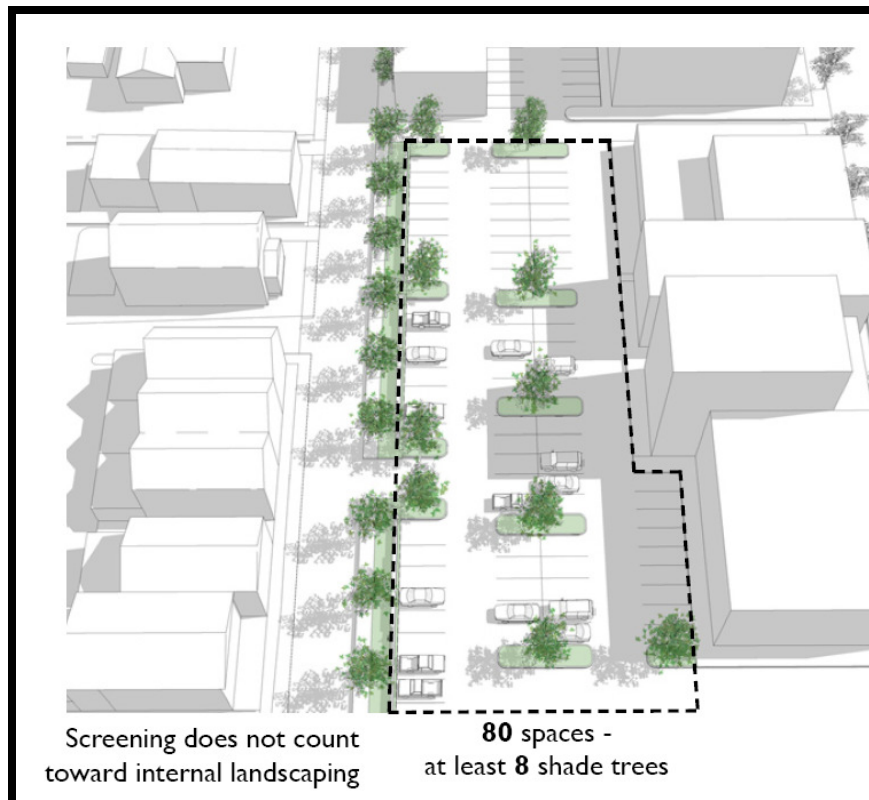 Screening does not count
toward internal landscaping
80 spaces -
at least 8 shade trees